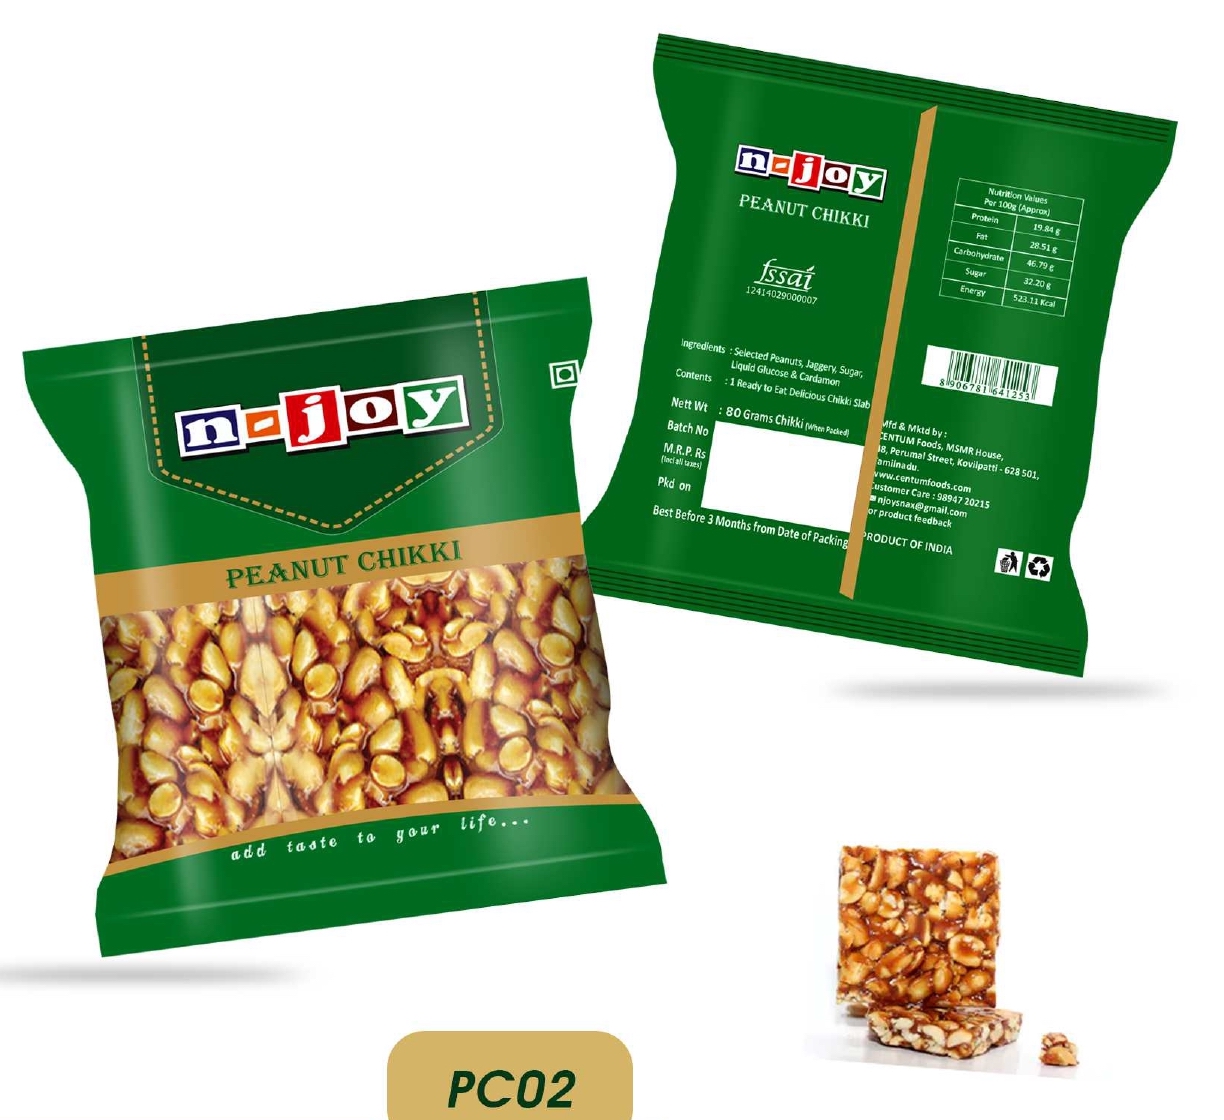 n-joy
PEANUT CHIKKI
add taste to your life...
n-joy
PEANUT CHIKKI
fssai
12414029000007
Ingredients : Selected Peanuts, Jaggery, Sugar,
Liquid Glucose & Cardamon
Contents : 1 Ready to Eat Delicious Chikki Slab
Nett Wt : 80 Grams Chikki (When Packed)
Batch No
M.R.P. Rs
(Incl all taxes)
Pkd on
Best Before 3 Months from Date of Packing
Nutrition Values
Per 100g (Approx)
Protein 19.84 g
Fat 28.51 g
Carbohydrate 46.79 g
Sugar 32.20 g
Energy 523.11 Kcal
8 906781 641253
Mfd & Mktd by :
CENTUM Foods, MSMR House,
48, Perumal Street, Kovilpatti - 628 501,
Tamilnadu.
www.centumfoods.com
Customer Care : 98947 20215
njoysnax@gmail.com
for product feedback
PRODUCT OF INDIA
PC02